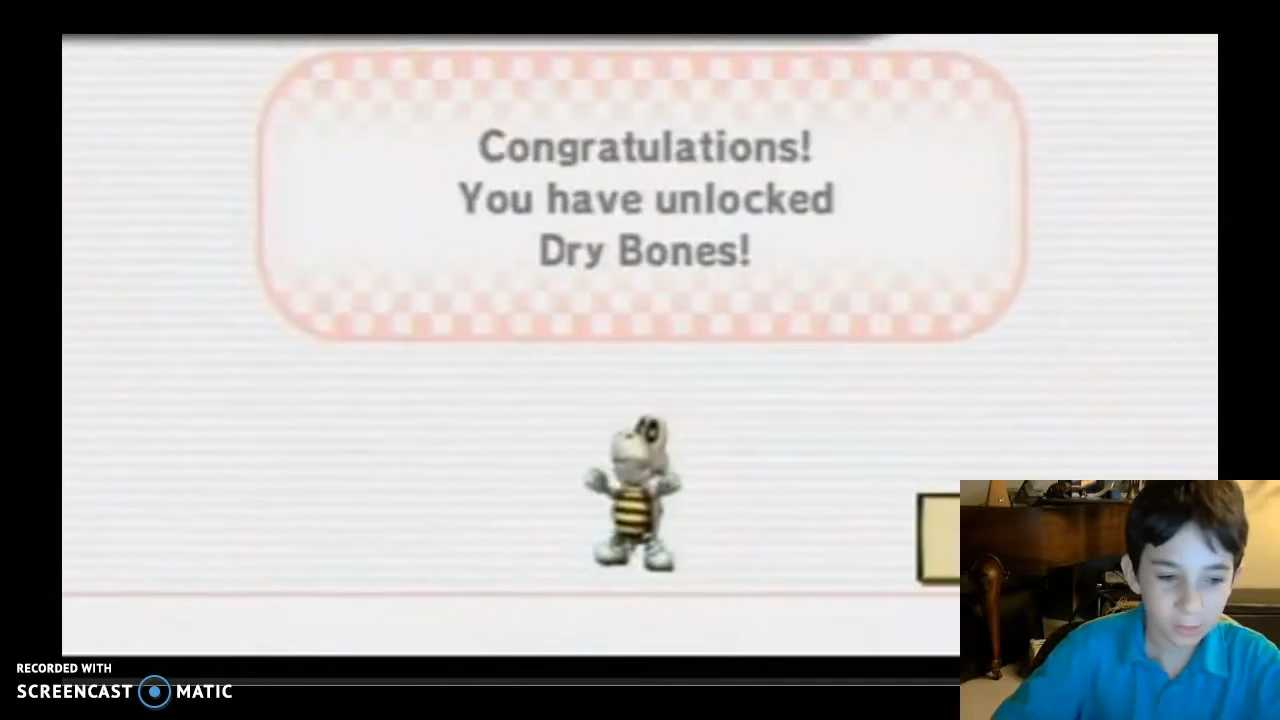 Congratulations!
You have unlocked
Dry Bones!
RECORDED WITH
SCREENCAST MATIC